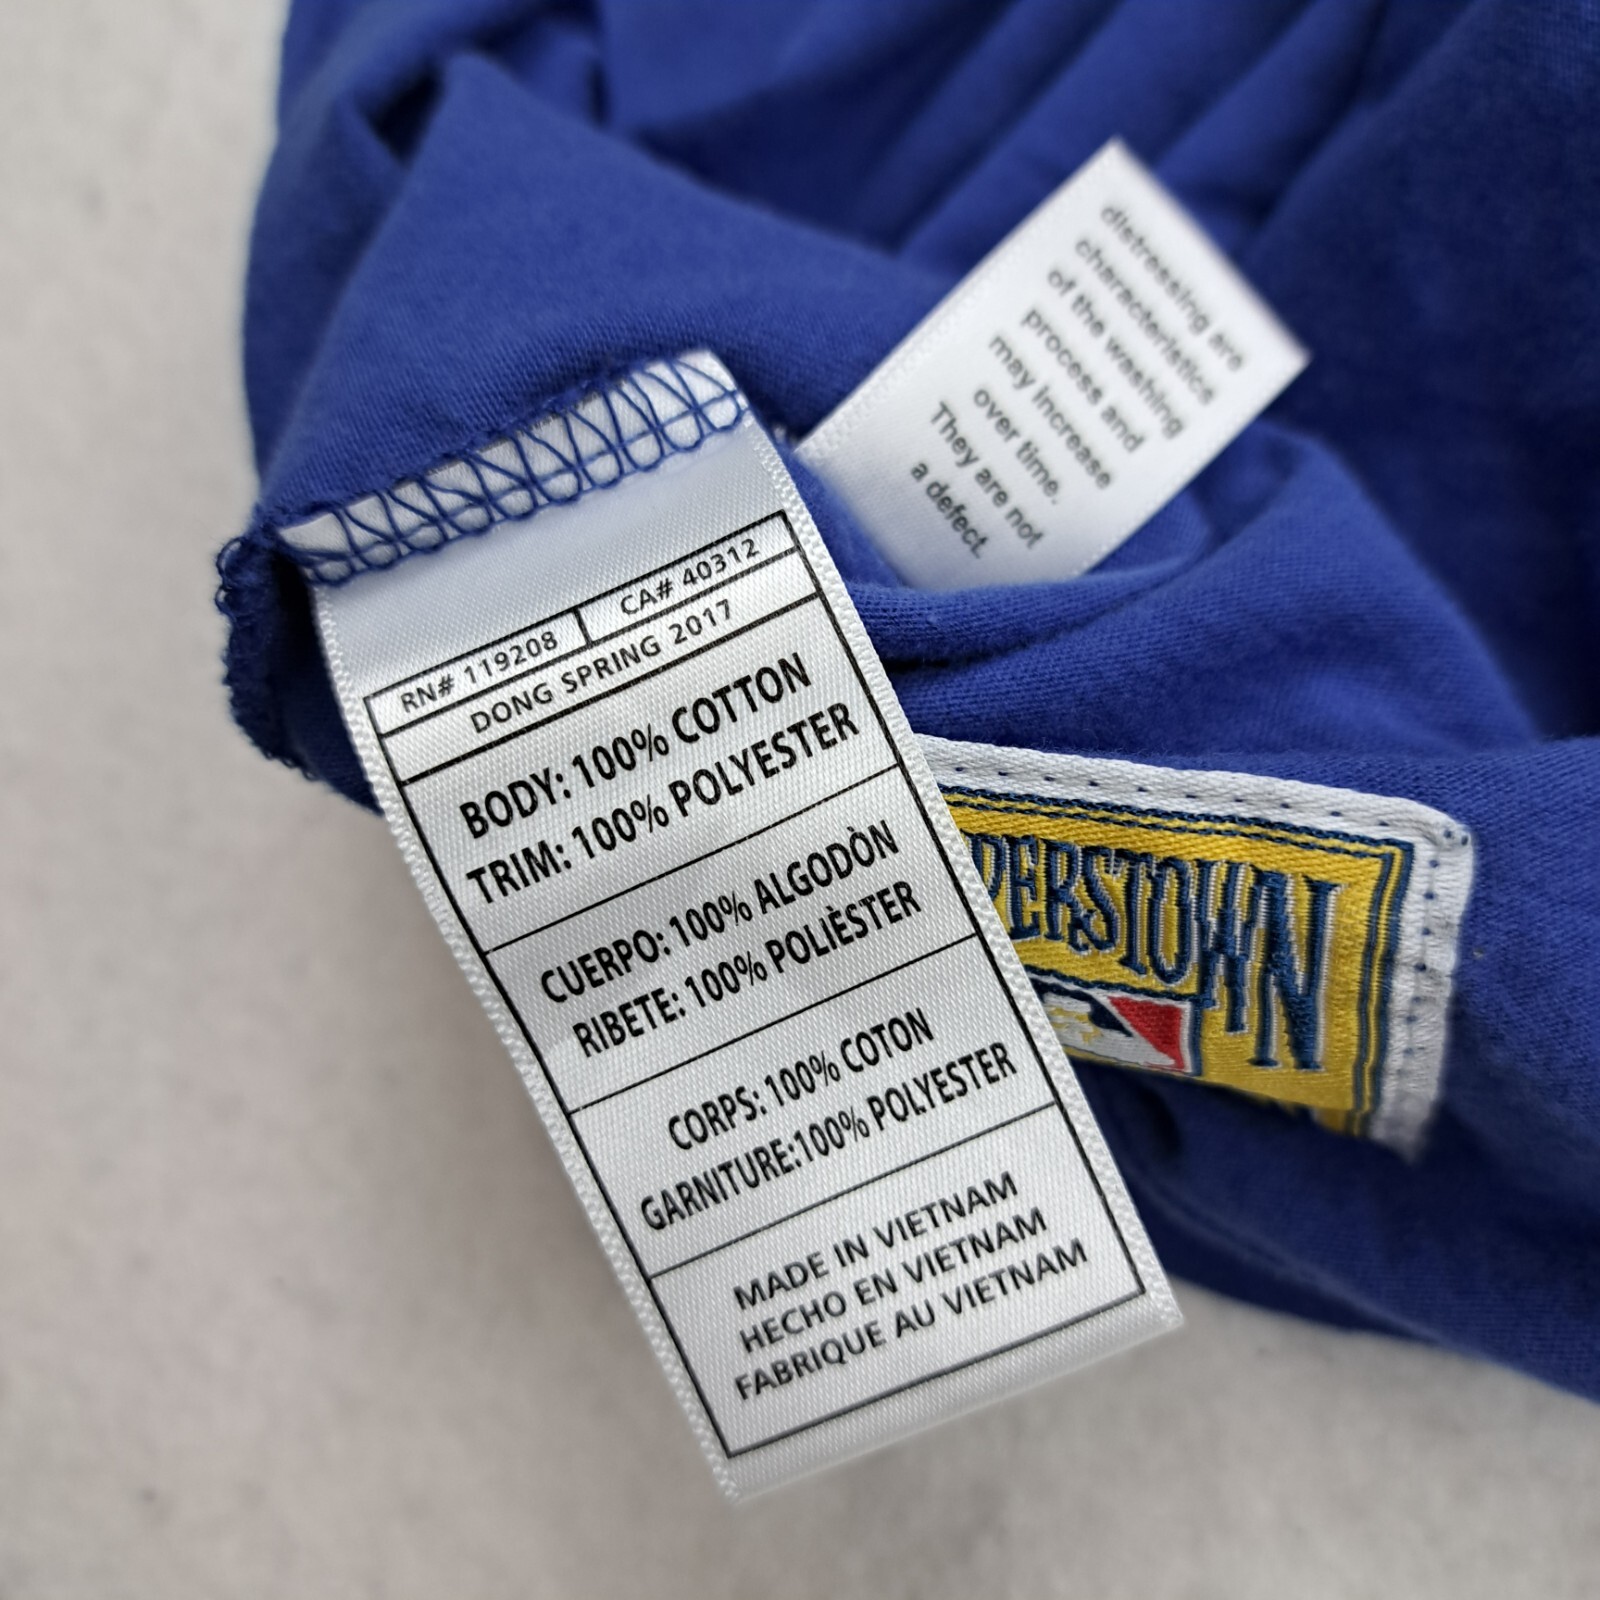 RN# 119208 CA# 40312
DONG SPRING 2017
BODY: 100% COTTON
TRIM: 100% POLYESTER
CUERPO: 100% ALGODÒN
RIBETE: 100% POLIÈSTER
CORPS: 100% COTON
GARNITURE:100% POLYESTER
MADE IN VIETNAM
HECHO EN VIETNAM
FABRIQUE AU VIETNAM
distressing are
characteristics
of the washing
process and
may increase
over time.
They are not
a defect.
PERSTOWN